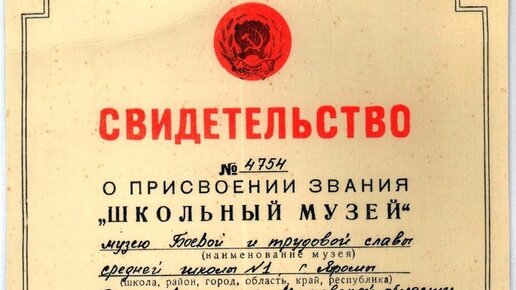 СВИДЕТЕЛЬСТВО
№ 4754
О ПРИСВОЕНИИ ЗВАНИЯ
„ШКОЛЬНЫЙ МУЗЕЙ“
музею Боевой и трудовой славы
(наименование музея)
средней школы №1 г.
(школа, район, город, область, край, республика)
области